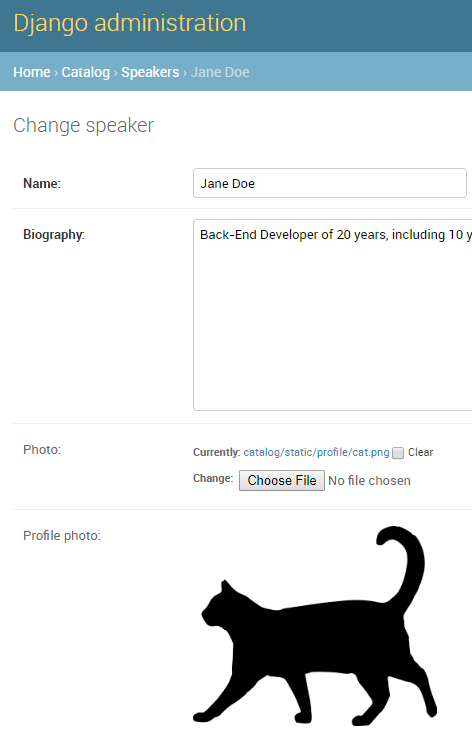 Django administration
Home › Catalog › Speakers › Jane Doe
Change speaker
Name: Jane Doe
Biography: Back-End Developer of 20 years, including 10 y
Photo: Currently: catalog/static/profile/cat.png Clear
Change: Choose File No file chosen
Profile photo: